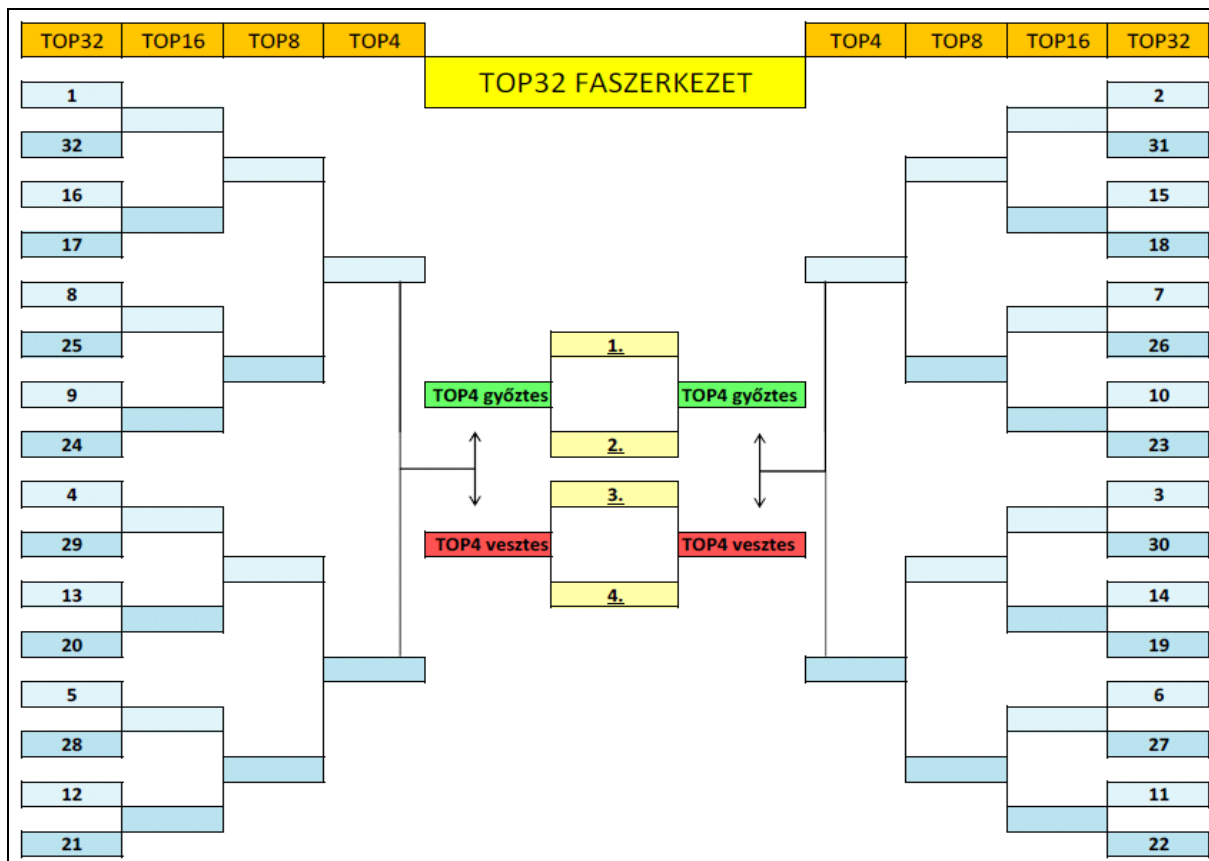 TOP32 TOP16 TOP8 TOP4 TOP4 TOP8 TOP16 TOP32
TOP32 FASZERKEZET
1 2
32 31
16 15
17 18
8 7
1.
25 26
9 TOP4 győztes TOP4 győztes 10
24 2. 23
4 3. 3
29 TOP4 vesztes TOP4 vesztes 30
13 4. 14
20 19
5 6
28 27
12 11
21 22